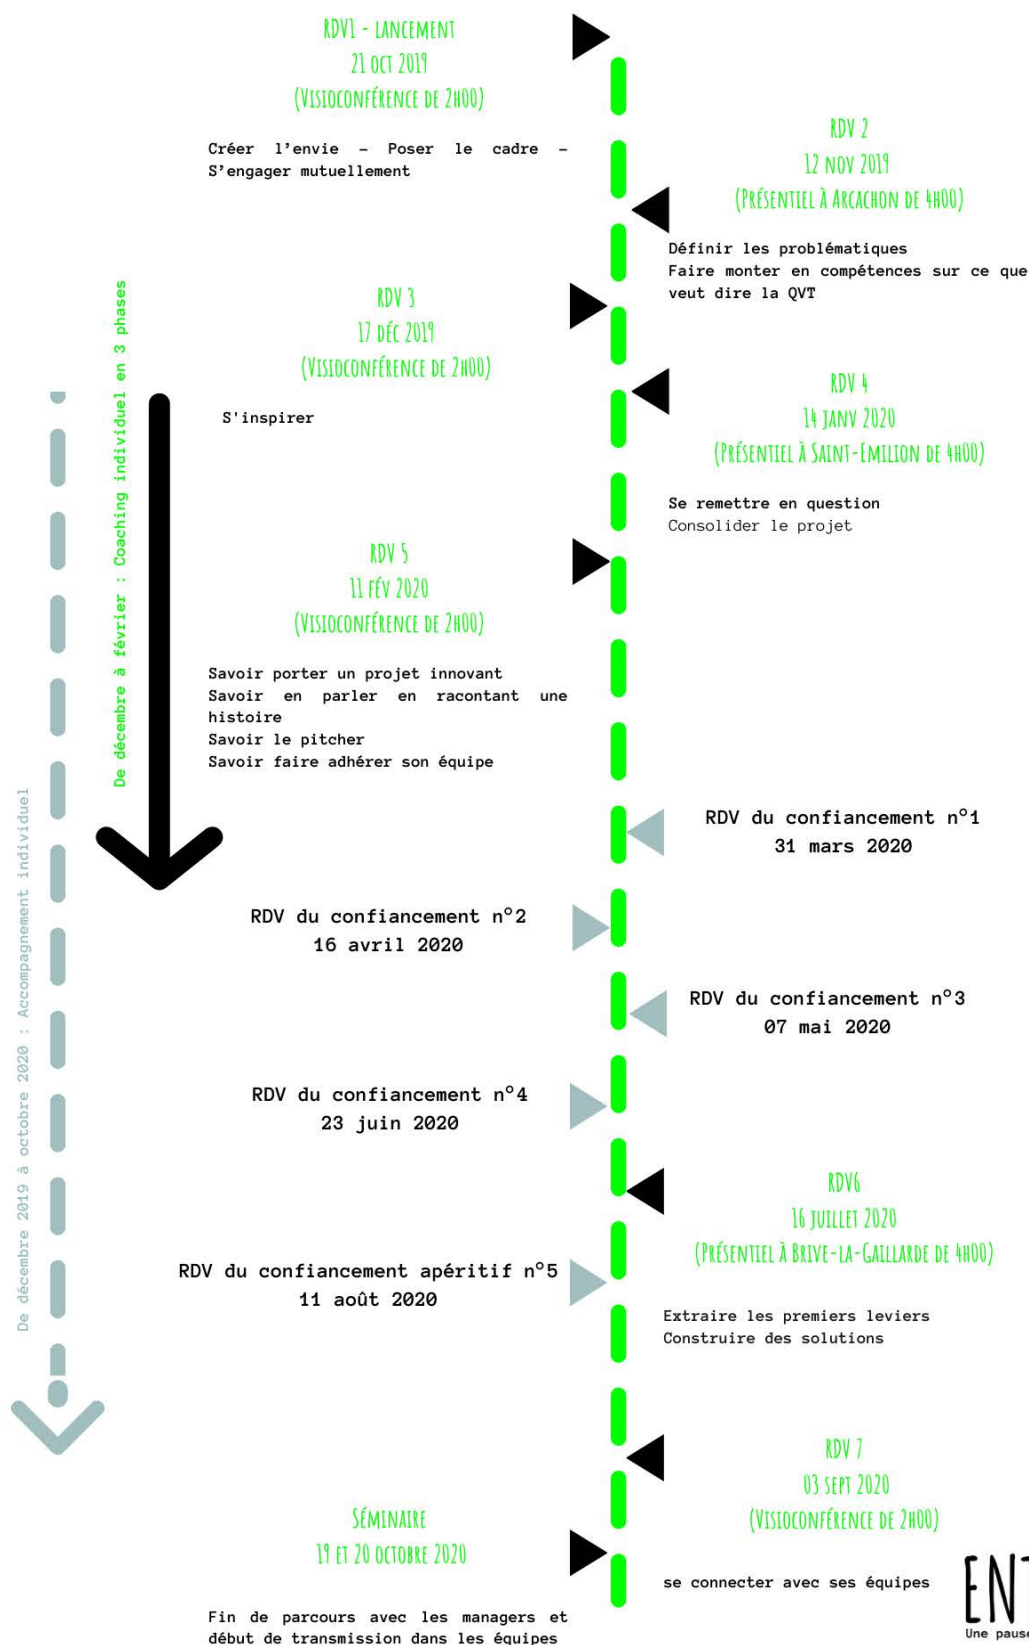 RDV1 - LANCEMENT
21 OCT 2019
(VISIOCONFÉRENCE DE 2H00)
Créer l'envie – Poser le cadre –
S'engager mutuellement
RDV 2
12 NOV 2019
(PRÉSENTIEL À ARCACHON DE 4H00)
Définir les problématiques
Faire monter en compétences sur ce que
veut dire la QVT
RDV 3
17 DÉC 2019
(VISIOCONFÉRENCE DE 2H00)
S'inspirer
RDV 4
14 JANV 2020
(PRÉSENTIEL À SAINT-EMILION DE 4H00)
Se remettre en question
Consolider le projet
De décembre à février : Coaching individuel en 3 phases
RDV 5
11 FÉV 2020
(VISIOCONFÉRENCE DE 2H00)
Savoir porter un projet innovant
Savoir en parler en racontant une
histoire
Savoir le pitcher
Savoir faire adhérer son équipe
De décembre 2019 à octobre 2020 : Accompagnement individuel
RDV du confiancement n°1
31 mars 2020
RDV du confiancement n°2
16 avril 2020
RDV du confiancement n°3
07 mai 2020
RDV du confiancement n°4
23 juin 2020
RDV6
16 JUILLET 2020
(PRÉSENTIEL À BRIVE-LA-GAILLARDE DE 4H00)
Extraire les premiers leviers
Construire des solutions
RDV du confiancement apéritif n°5
11 août 2020
RDV 7
03 SEPT 2020
(VISIOCONFÉRENCE DE 2H00)
se connecter avec ses équipes
SÉMINAIRE
19 ET 20 OCTOBRE 2020
Fin de parcours avec les managers et
début de transmission dans les équipes
ENT
Une pause